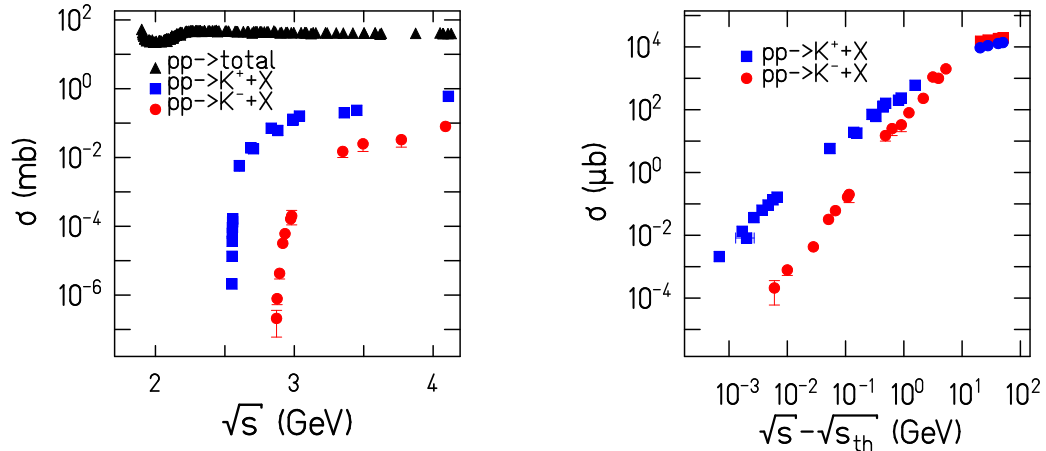 10²
10⁰
10⁻²
10⁻⁴
10⁻⁶
σ (mb)
pp->total
pp->K⁺+X
pp->K⁻+X
2
3
4
√s (GeV)
10⁴
10²
10⁰
10⁻²
10⁻⁴
σ (μb)
pp->K⁺+X
pp->K⁻+X
10⁻³
10⁻²
10⁻¹
10⁰
10¹
10²
√s-√sth (GeV)